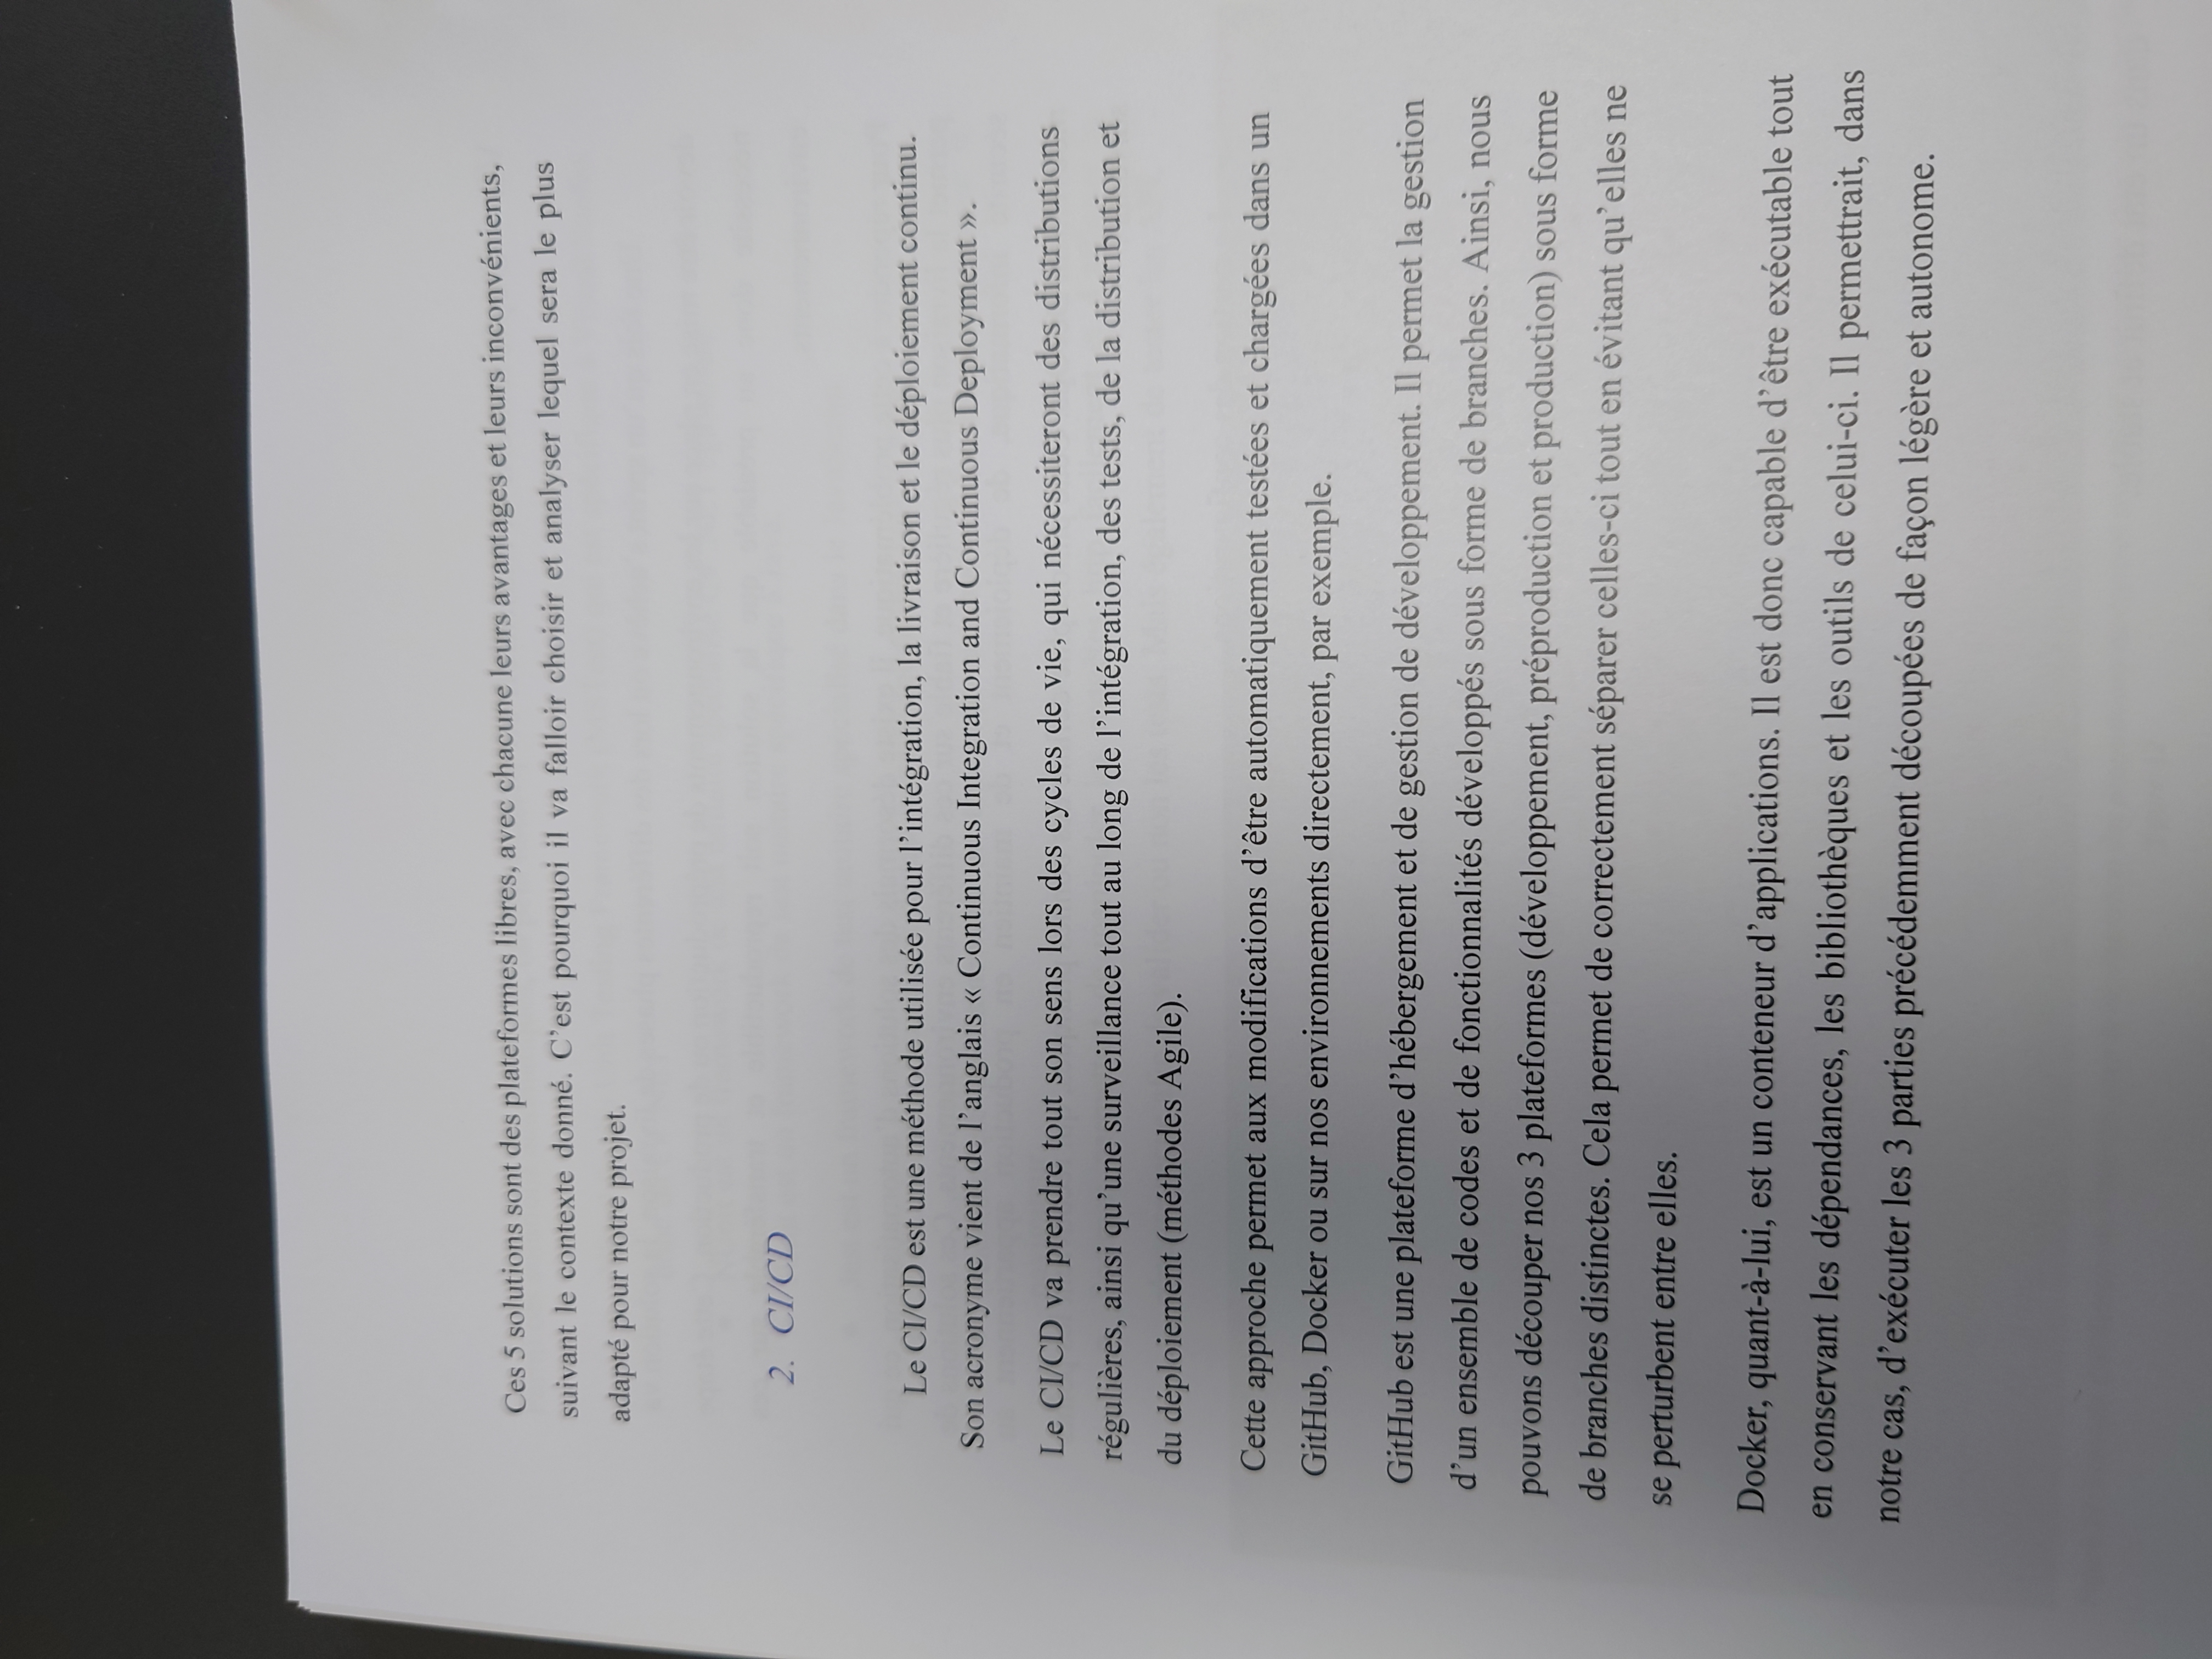 Ces 5 solutions sont des plateformes libres, avec chacune leurs avantages et leurs inconvénients,
suivant le contexte donné. C’est pourquoi il va falloir choisir et analyser lequel sera le plus
adapté pour notre projet.
2. CI/CD
Le CI/CD est une méthode utilisée pour l’intégration, la livraison et le déploiement continu.
Son acronyme vient de l’anglais « Continuous Integration and Continuous Deployment ».
Le CI/CD va prendre tout son sens lors des cycles de vie, qui nécessiteront des distributions
régulières, ainsi qu’une surveillance tout au long de l’intégration, des tests, de la distribution et
du déploiement (méthodes Agile).
Cette approche permet aux modifications d’être automatiquement testées et chargées dans un
GitHub, Docker ou sur nos environnements directement, par exemple.
GitHub est une plateforme d’hébergement et de gestion de développement. Il permet la gestion
d’un ensemble de codes et de fonctionnalités développés sous forme de branches. Ainsi, nous
pouvons découper nos 3 plateformes (développement, préproduction et production) sous forme
de branches distinctes. Cela permet de correctement séparer celles-ci tout en évitant qu’elles ne
se perturbent entre elles.
Docker, quant-à-lui, est un conteneur d’applications. Il est donc capable d’être exécutable tout
en conservant les dépendances, les bibliothèques et les outils de celui-ci. Il permettrait, dans
notre cas, d’exécuter les 3 parties précédemment découpées de façon légère et autonome.